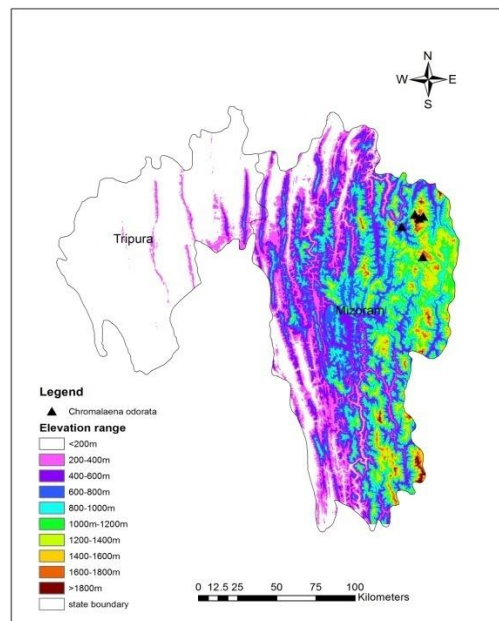 N
W E
S
Tripura
Mizoram
Legend
Chromalaena odorata
Elevation range
<200m
200-400m
400-600m
600-800m
800-1000m
1000m-1200m
1200-1400m
1400-1600m
1600-1800m
>1800m
state boundary
0 12.5 25 50 75 100
Kilometers